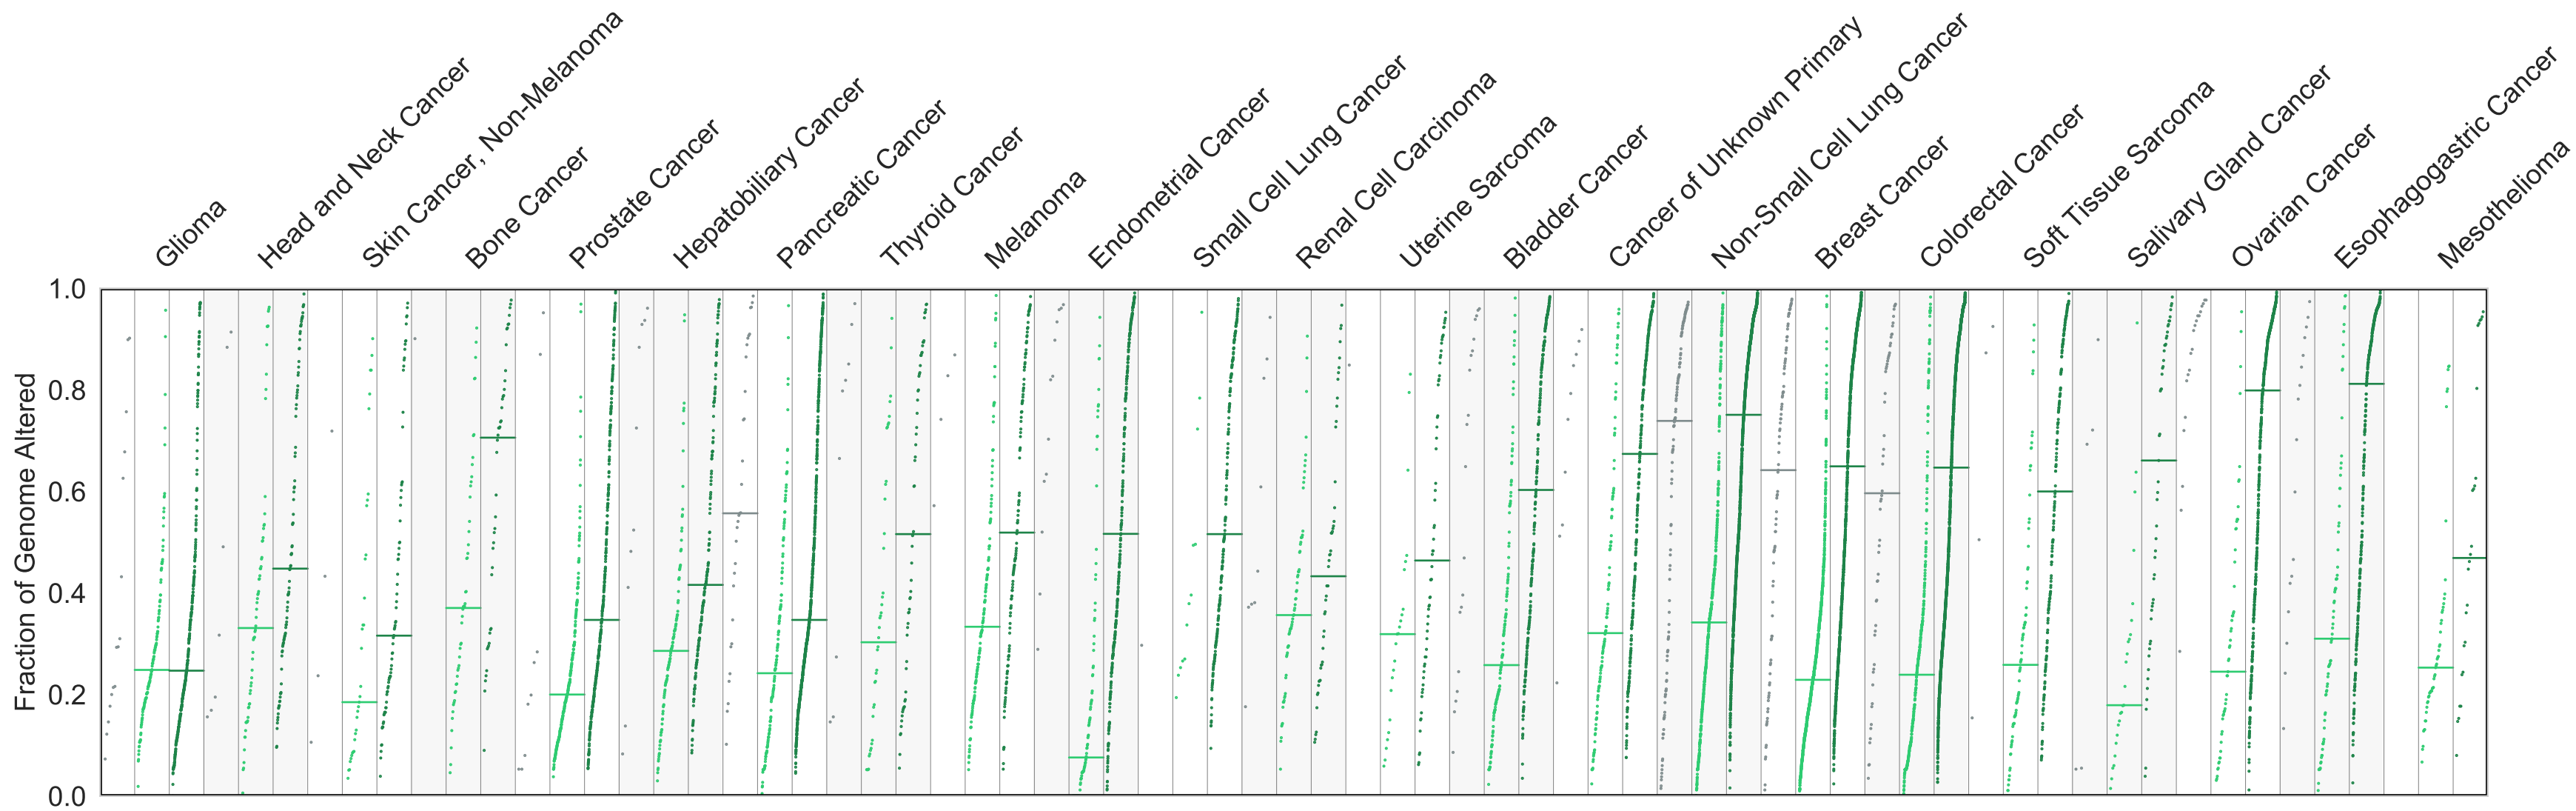 Glioma
Head and Neck Cancer
Skin Cancer, Non-Melanoma
Bone Cancer
Prostate Cancer
Hepatobiliary Cancer
Pancreatic Cancer
Thyroid Cancer
Melanoma
Endometrial Cancer
Small Cell Lung Cancer
Renal Cell Carcinoma
Uterine Sarcoma
Bladder Cancer
Cancer of Unknown Primary
Non-Small Cell Lung Cancer
Breast Cancer
Colorectal Cancer
Soft Tissue Sarcoma
Salivary Gland Cancer
Ovarian Cancer
Esophagogastric Cancer
Mesothelioma
Fraction of Genome Altered
1.0
0.8
0.6
0.4
0.2
0.0